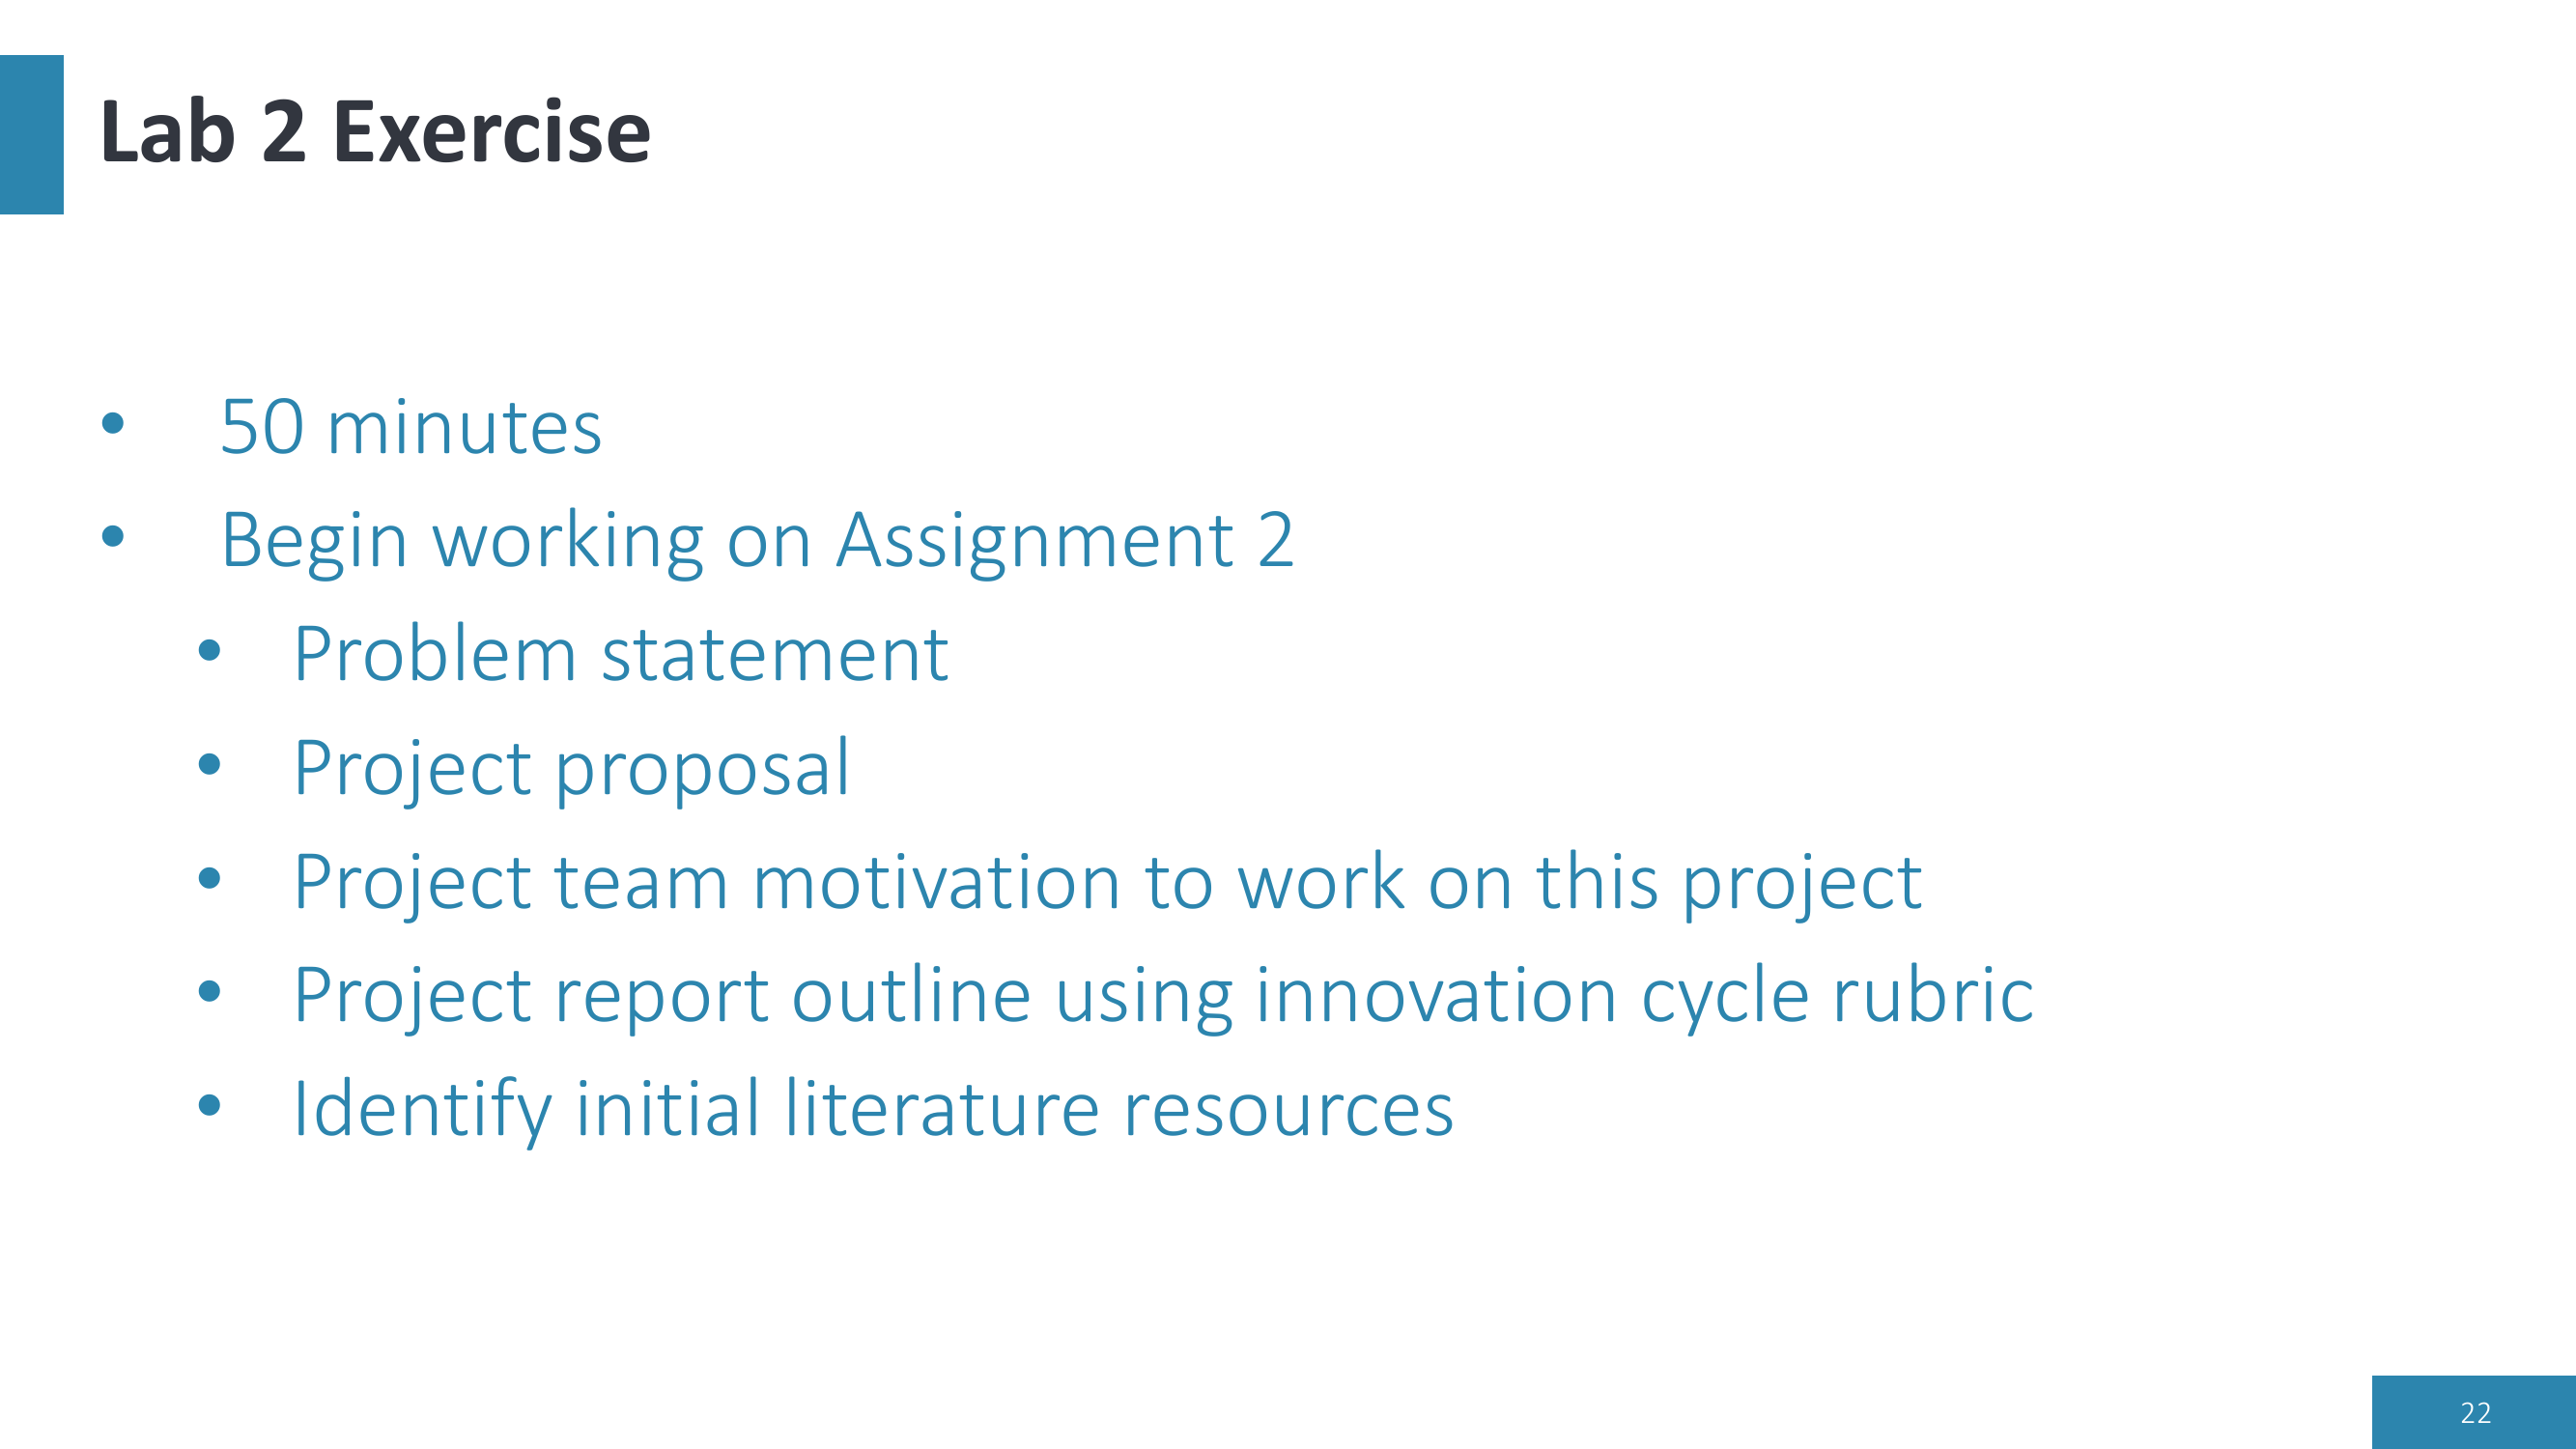 Lab 2 Exercise
• 50 minutes
• Begin working on Assignment 2
• Problem statement
• Project proposal
• Project team motivation to work on this project
• Project report outline using innovation cycle rubric
• Identify initial literature resources
22